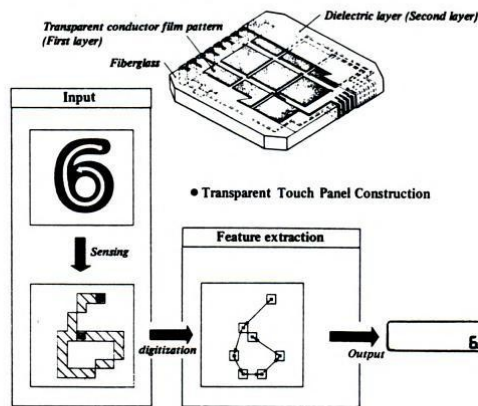 Transparent conductor film pattern
(First layer)
Dielectric layer (Second layer)
Fiberglass
Input
6
● Transparent Touch Panel Construction
Sensing
Feature extraction
digitization
Output
6